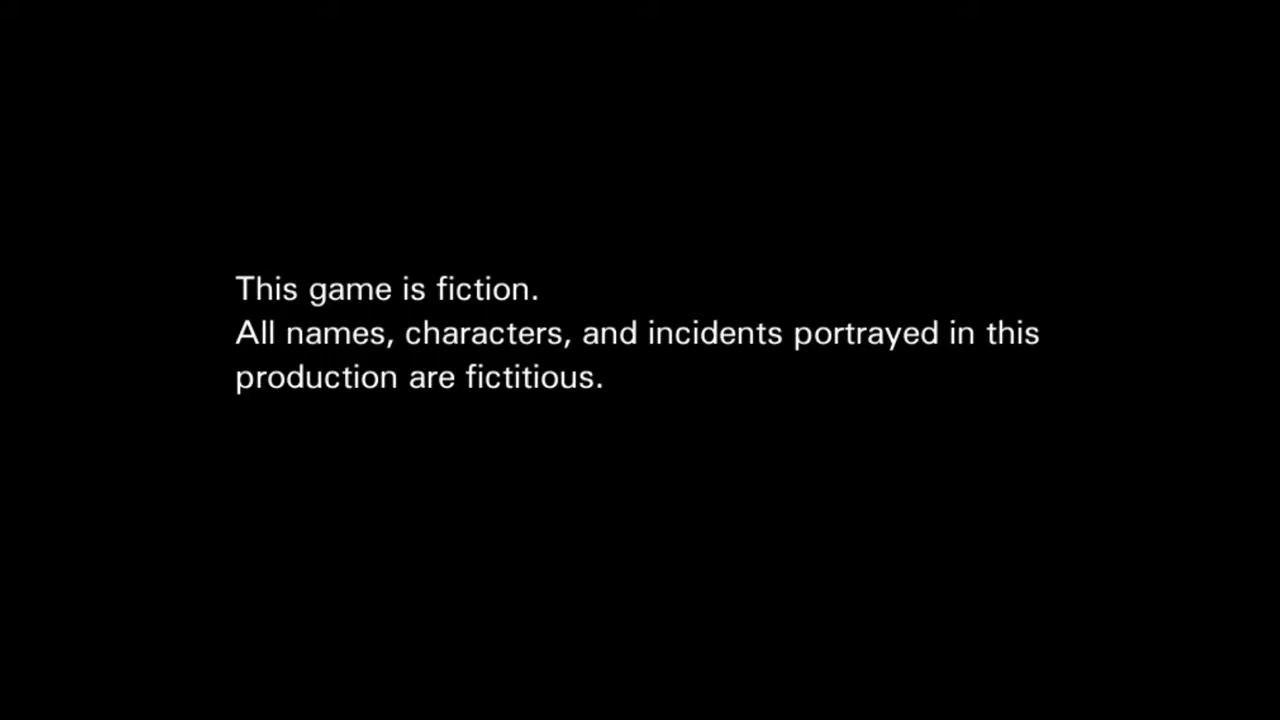 This game is fiction.
All names, characters, and incidents portrayed in this
production are fictitious.